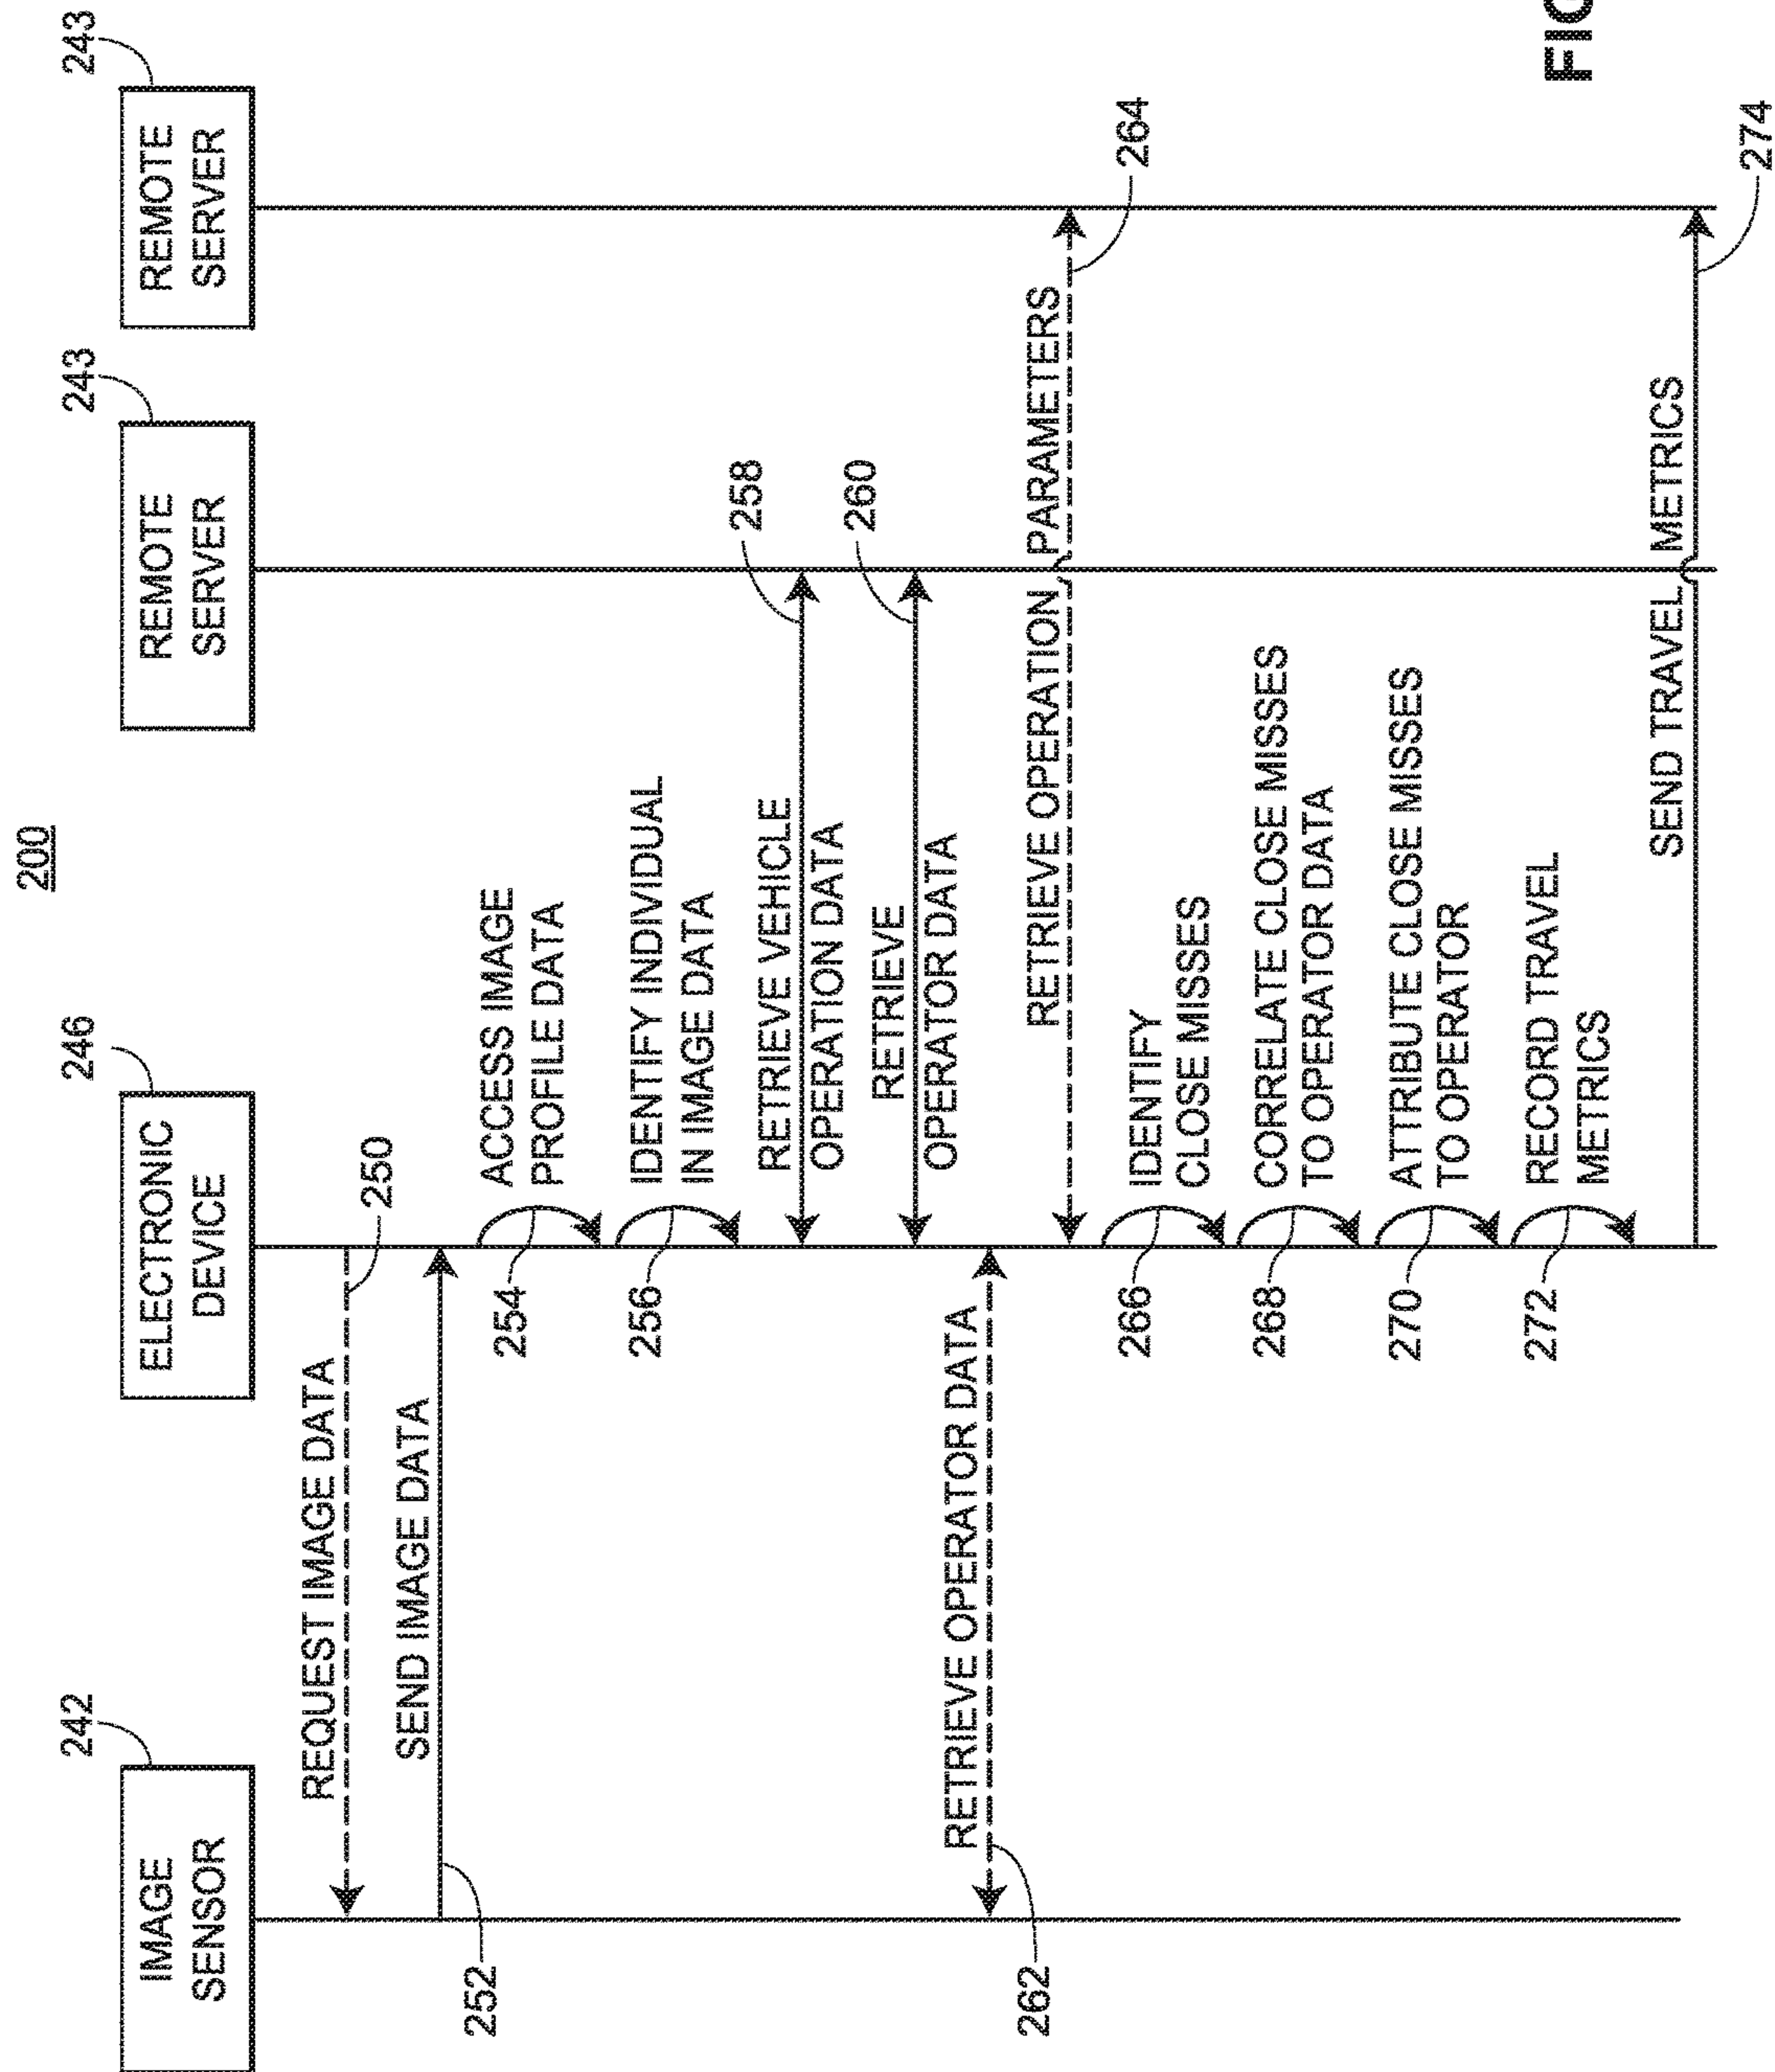 200
242
IMAGE
SENSOR
246
ELECTRONIC
DEVICE
243
REMOTE
SERVER
243
REMOTE
SERVER
REQUEST IMAGE DATA
250
SEND IMAGE DATA
252
254
ACCESS IMAGE
PROFILE DATA
256
IDENTIFY INDIVIDUAL
IN IMAGE DATA
RETRIEVE VEHICLE
OPERATION DATA
258
RETRIEVE
OPERATOR DATA
260
RETRIEVE OPERATOR DATA
262
RETRIEVE OPERATION PARAMETERS
264
266
IDENTIFY
CLOSE MISSES
268
CORRELATE CLOSE MISSES
TO OPERATOR DATA
270
ATTRIBUTE CLOSE MISSES
TO OPERATOR
272
RECORD TRAVEL
METRICS
SEND TRAVEL METRICS
274